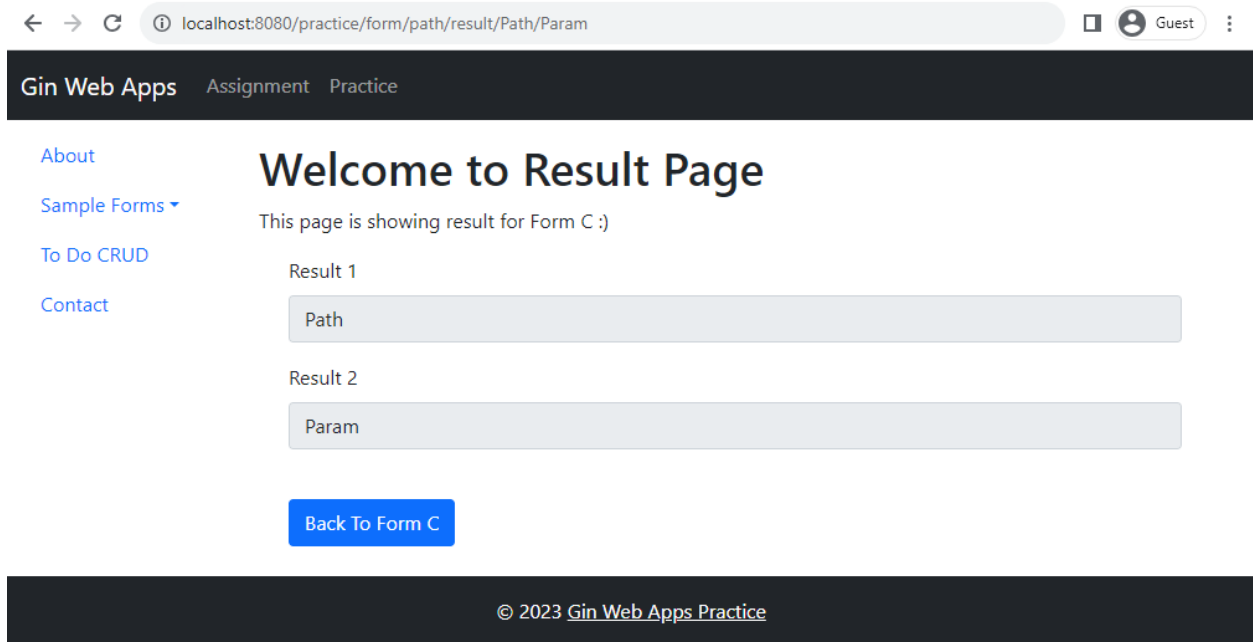 localhost:8080/practice/form/path/result/Path/Param
Guest
Gin Web Apps Assignment Practice
About
Sample Forms
To Do CRUD
Contact
Welcome to Result Page
This page is showing result for Form C :)
Result 1
Path
Result 2
Param
Back To Form C
© 2023 Gin Web Apps Practice